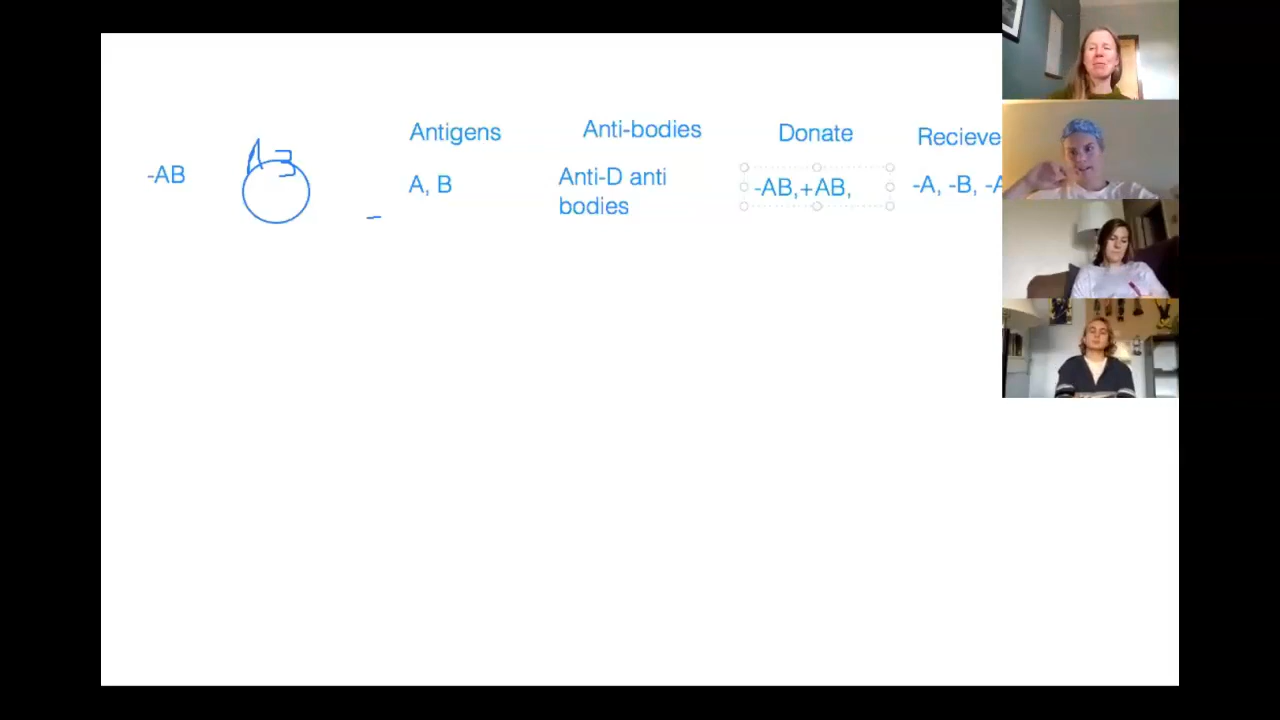 Antigens Anti-bodies Donate Recieve
-AB A B A, B Anti-D anti -AB,+AB, -A, -B, -A
bodies